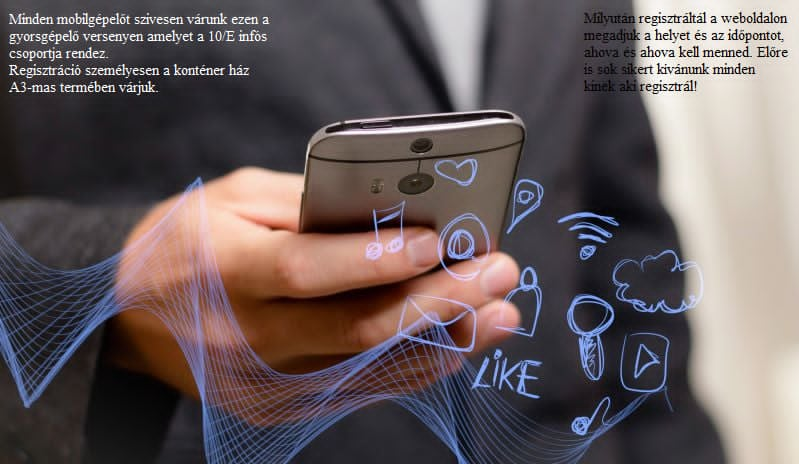 Minden mobilgépelőt szivesen várunk ezen a
gyorsgépelő versenyen amelyet a 10/E infós
csoportja rendez.
Regisztráció személyesen a konténer ház
A3-mas termében várjuk.
Milyután regisztráltál a weboldalon
megadjuk a helyet és az időpontot,
ahova és ahova kell menned. Előre
is sok sikert kívánunk minden
kinek aki regisztrál!
LIKE